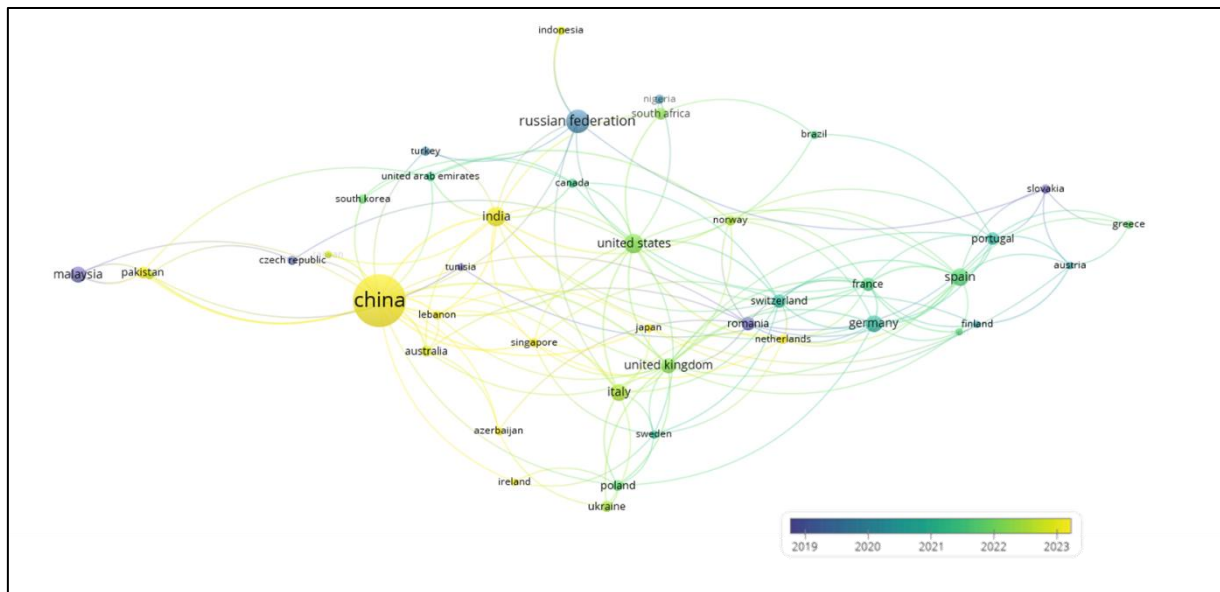 indonesia
nigeria
south africa
russian federation
brazil
turkey
united arab emirates
canada
slovakia
south korea
india
norway
greece
united states
portugal
czech republic
tunisia
austria
malaysia
pakistan
spain
france
china
switzerland
lebanon
romania
germany
finland
japan
netherlands
singapore
australia
united kingdom
italy
azerbaijan
sweden
ireland
poland
ukraine
2019 2020 2021 2022 2023